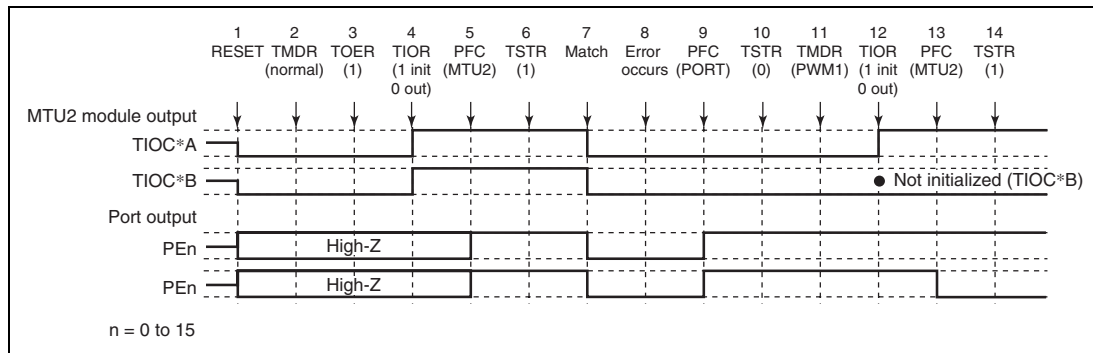 1 2 3 4 5 6 7 8 9 10 11 12 13 14
RESET TMDR TOER TIOR PFC TSTR Match Error PFC TSTR TMDR TIOR PFC TSTR
(normal) (1) (1 init (MTU2) (1) occurs (PORT) (0) (PWM1) (1 init (MTU2) (1)
0 out) 0 out)
MTU2 module output
TIOC*A
TIOC*B
● Not initialized (TIOC*B)
Port output
PEn High-Z
PEn High-Z
n = 0 to 15